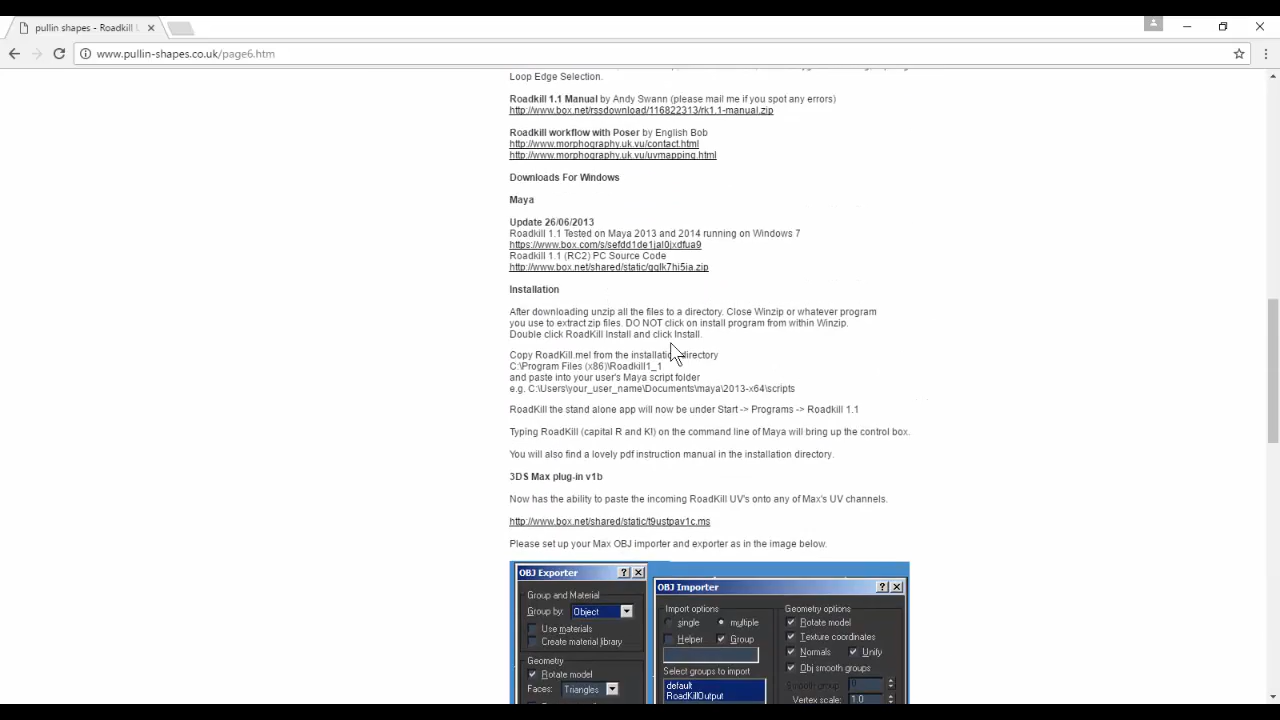 pullin shapes - Roadkill
www.pullin-shapes.co.uk/page6.htm
Loop Edge Selection.
Roadkill 1.1 Manual by Andy Swann (please mail me if you spot any errors)
http://www.box.net/rssdownload/116822313/rk1.1-manual.zip
Roadkill workflow with Poser by English Bob
http://www.morphography.uk.vu/contact.html
http://www.morphography.uk.vu/uvmapping.html
Downloads For Windows
Maya
Update 26/06/2013
Roadkill 1.1 Tested on Maya 2013 and 2014 running on Windows 7
https://www.box.com/s/sefdd1de1jal0jxdfua9
Roadkill 1.1 (RC2) PC Source Code
http://www.box.net/shared/static/gqlk7hi5ia.zip
Installation
After downloading unzip all the files to a directory. Close Winzip or whatever program
you use to extract zip files. DO NOT click on install program from within Winzip.
Double click RoadKill Install and click Install.
Copy RoadKill.mel from the installation directory
C:\Program Files (x86)\Roadkill1_1
and paste into your user's Maya script folder
e.g. C:\Users\your_user_name\Documents\maya\2013-x64\scripts
RoadKill the stand alone app will now be under Start -> Programs -> Roadkill 1.1
Typing RoadKill (capital R and K!) on the command line of Maya will bring up the control box.
You will also find a lovely pdf instruction manual in the installation directory.
3DS Max plug-in v1b
Now has the ability to paste the incoming RoadKill UV's onto any of Max's UV channels.
http://www.box.net/shared/static/t9ustpav1c.ms
Please set up your Max OBJ importer and exporter as in the image below.
OBJ Exporter
Group and Material
Group by: Object
Use materials
Create material library
Geometry
Rotate model
Faces: Triangles
OBJ Importer
Import options
single multiple
Helper Group
Select groups to import
default
RoadKillOutput
Geometry options
Rotate model
Texture coordinates
Normals Unify
Obj smooth groups
Smooth group 0
Vertex scale: 1.0